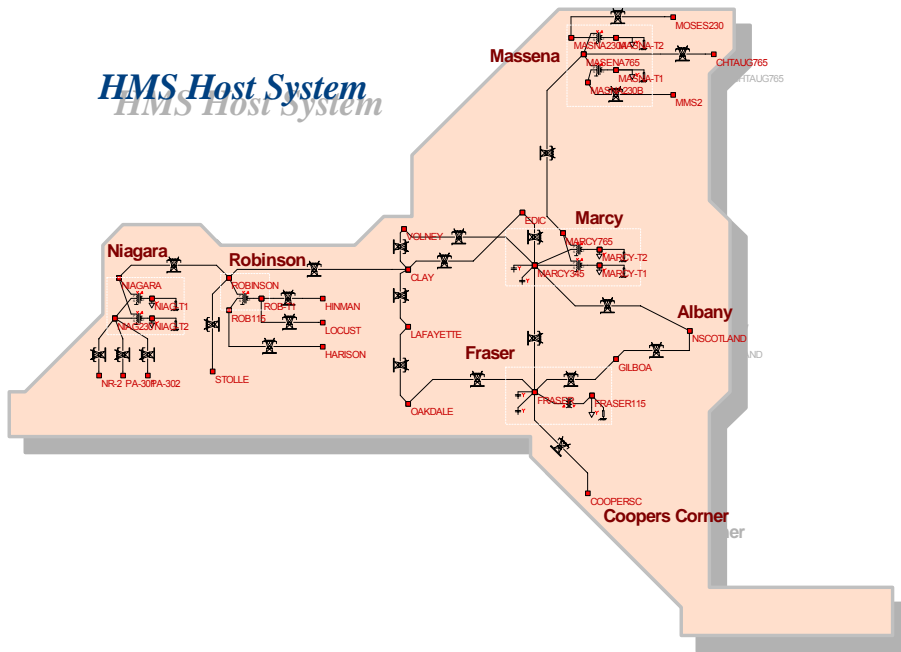 HMS Host System
MOSES230
MASNA230A
MASNA-T2
Massena
MASENA765
CHTAUG765
MASNA-T1
MASNA230B
MMS2
EDIC
Marcy
VOLNEY
MARCY765
MARCY-T2
MARCY345
MARCY-T1
Niagara
Robinson
CLAY
NIAGARA
ROBINSON
NIAG-T1
ROB-T1
HINMAN
ROB115
NIAG230
NIAG-T2
LOCUST
LAFAYETTE
Albany
NSCOTLAND
HARISON
Fraser
GILBOA
NR-2
PA-301
PA-302
STOLLE
OAKDALE
FRASER
FRASER115
COOPERSC
Coopers Corner